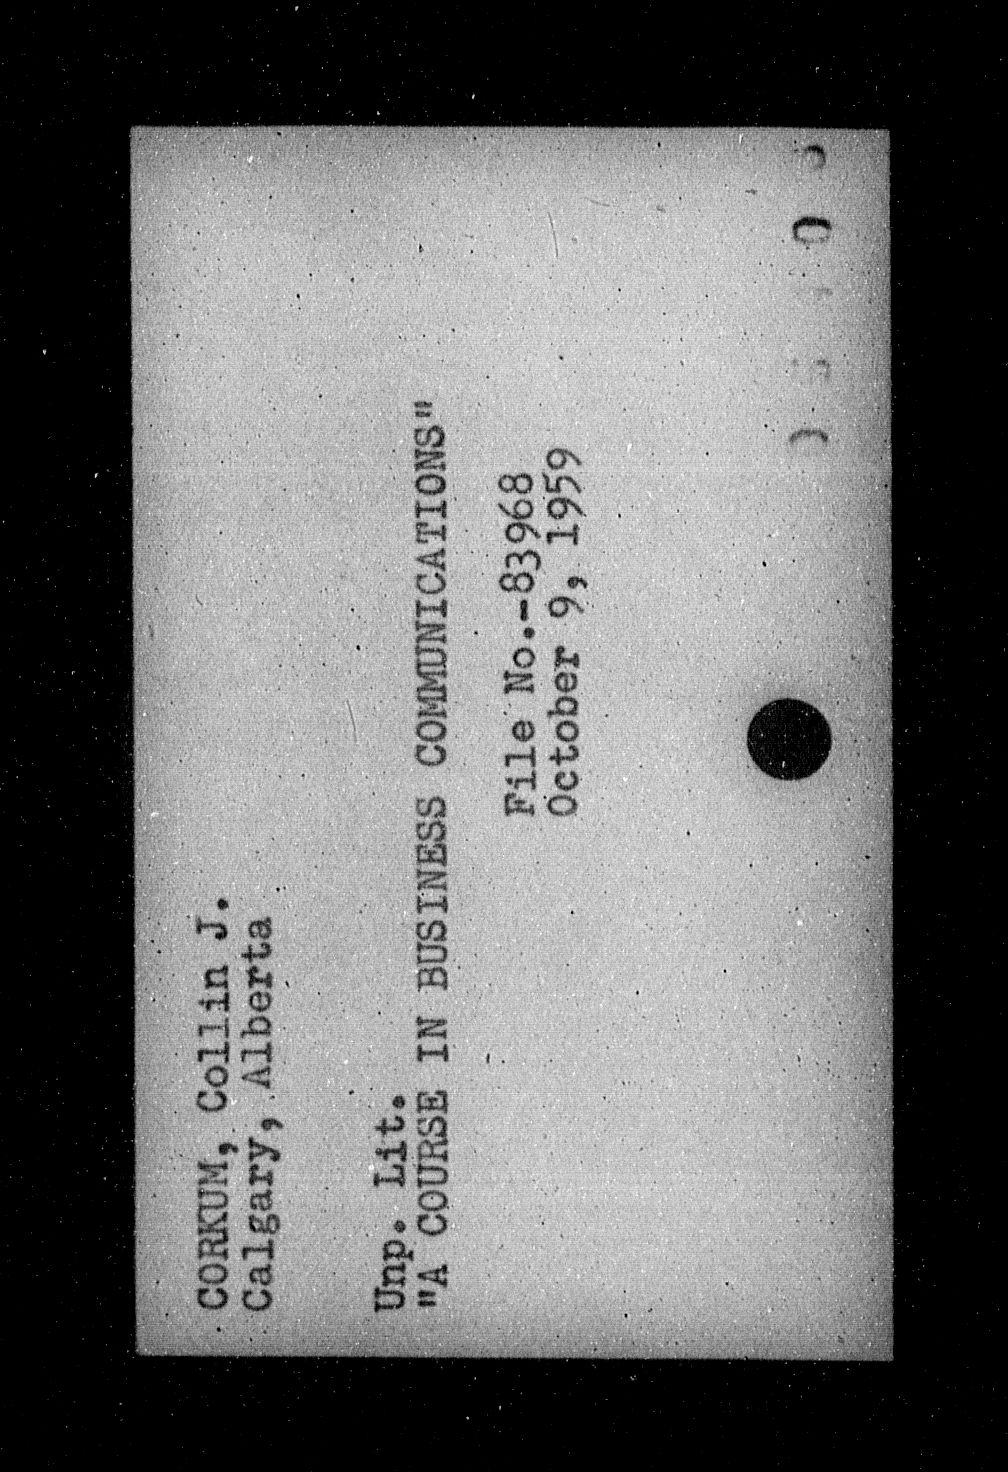 CORKUM, Collin J.
Calgary, Alberta
Unp. Lit.
"A COURSE IN BUSINESS COMMUNICATIONS"
File No.-83968
October 9, 1959